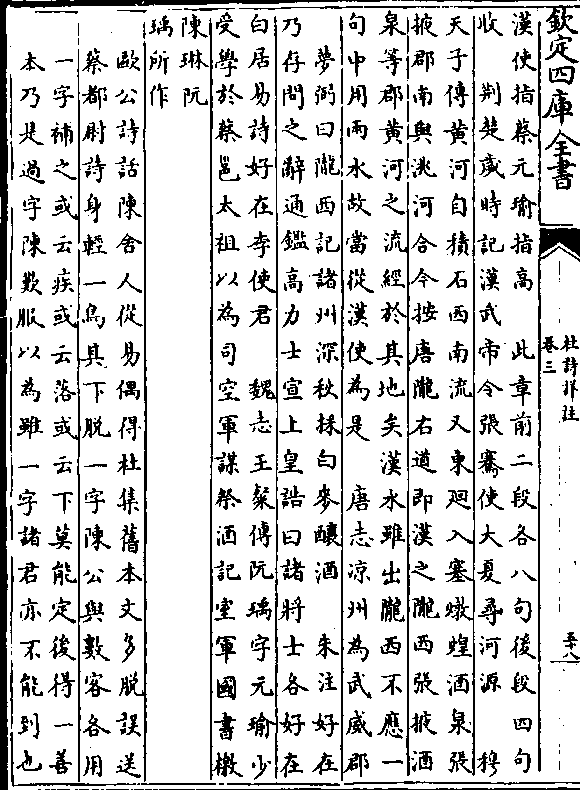 欽定四庫全書
杜詩詳註
卷三
五十八
漢使指蔡元瑜指高　此章前二段各八句後段四句
收　荆楚歲時記漢武帝令張騫使大夏尋河源　穆
天子傳黄河自積石西南流又東廻入塞墩蝗酒泉張
掖郡南與洮河合今按唐隴右道即漢之隴西張掖酒
泉等郡黄河之流經於其地矣漢水雖出隴西不應一
句中用兩水故當從漢使為是　唐志凉州為武威郡
夢弼曰隴西記諸州深秋採白麥釀酒　朱注好在
乃存問之辭通鑑高力士宣上皇誥曰諸將士各好在
白居易詩好在李使君　魏志王粲傳阮瑀字元瑜少
受學於蔡邕太祖以為司空軍謀祭酒記室軍國書檄
陳琳阮
瑀所作
歐公詩話陳舍人從易偶得杜集舊本文多脱誤送
蔡都尉詩身輕一鳥其下脱一字陳公與數客各用
一字補之或云疾或云落或云下莫能定後得一善
本乃是過字陳歎服以為雖一字諸君亦不能到也